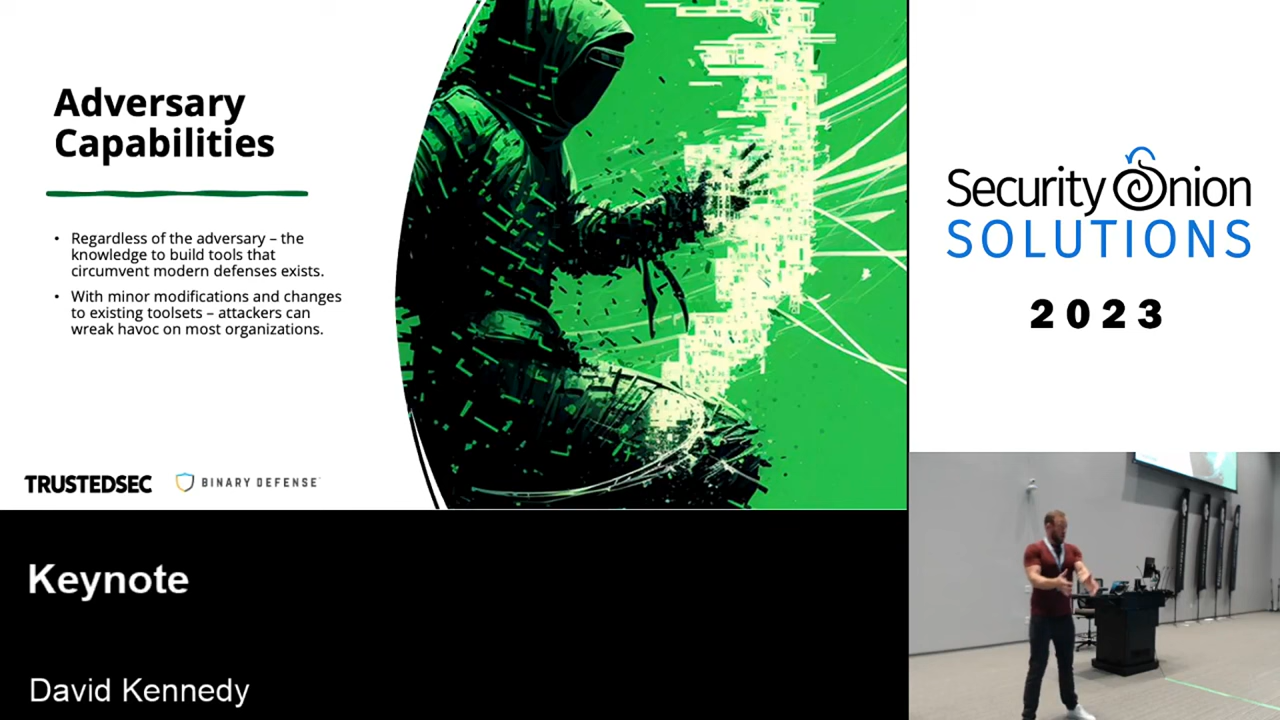 Adversary
Capabilities
• Regardless of the adversary – the
knowledge to build tools that
circumvent modern defenses exists.
• With minor modifications and changes
to existing toolsets – attackers can
wreak havoc on most organizations.
TRUSTEDSEC
BINARY DEFENSE
Security Onion
SOLUTIONS
2023
Keynote
David Kennedy